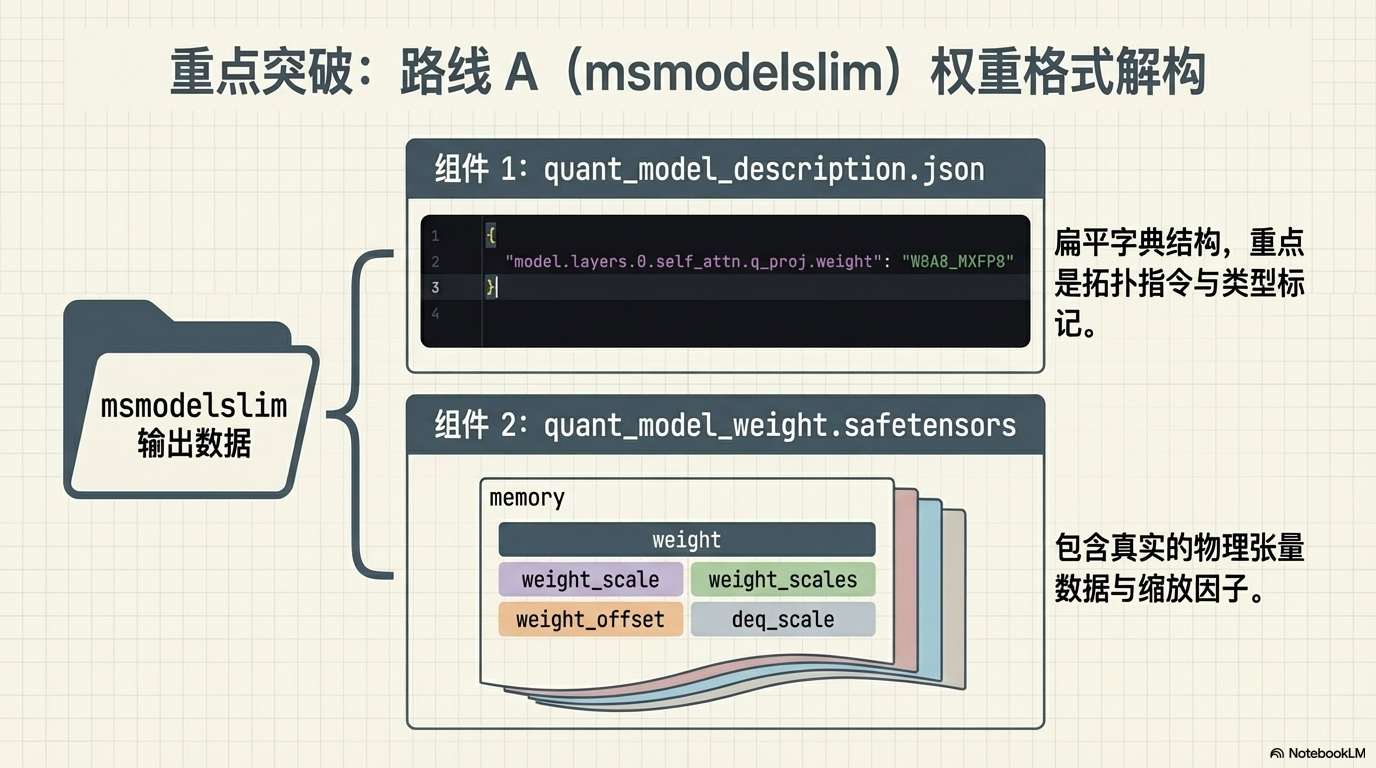 重点突破：路线 A（msmodelslim）权重格式解构
组件 1：quant_model_description.json
1 {
2 "model.layers.0.self_attn.q_proj.weight": "W8A8_MXFP8"
3 }
4
扁平字典结构，重点
是拓扑指令与类型标
记。
msmodelslim
输出数据
组件 2：quant_model_weight.safetensors
memory
weight
weight_scale weight_scales
weight_offset deq_scale
包含真实的物理张量
数据与缩放因子。
NotebookLM